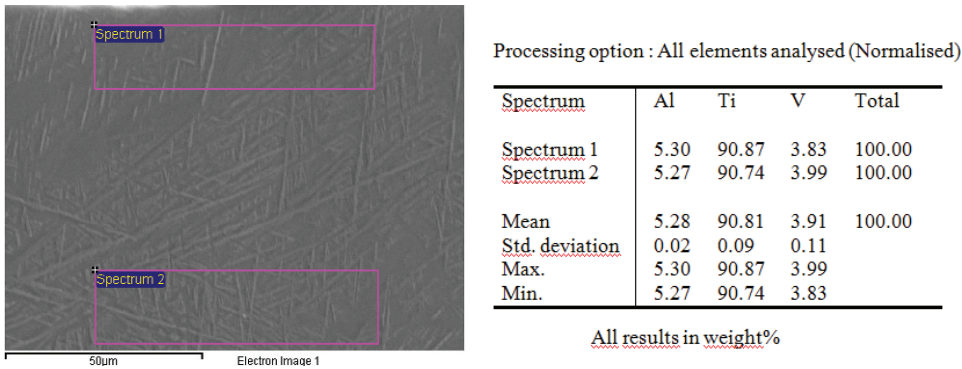 Spectrum 1
Spectrum 2
50μm
Electron Image 1
Processing option : All elements analysed (Normalised)
Spectrum Al Ti V Total
Spectrum 1 5.30 90.87 3.83 100.00
Spectrum 2 5.27 90.74 3.99 100.00
Mean 5.28 90.81 3.91 100.00
Std. deviation 0.02 0.09 0.11
Max. 5.30 90.87 3.99
Min. 5.27 90.74 3.83
All results in weight%